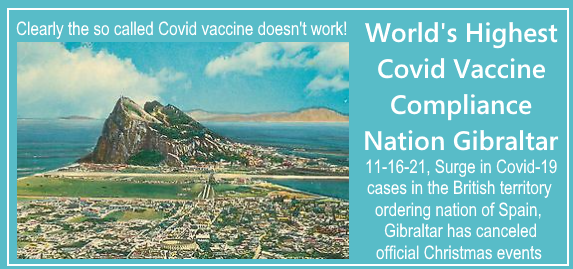 Clearly the so called Covid vaccine doesn't work!
World's Highest
Covid Vaccine
Compliance
Nation Gibraltar
11-16-21, Surge in Covid-19
cases in the British territory
ordering nation of Spain,
Gibraltar has canceled
official Christmas events